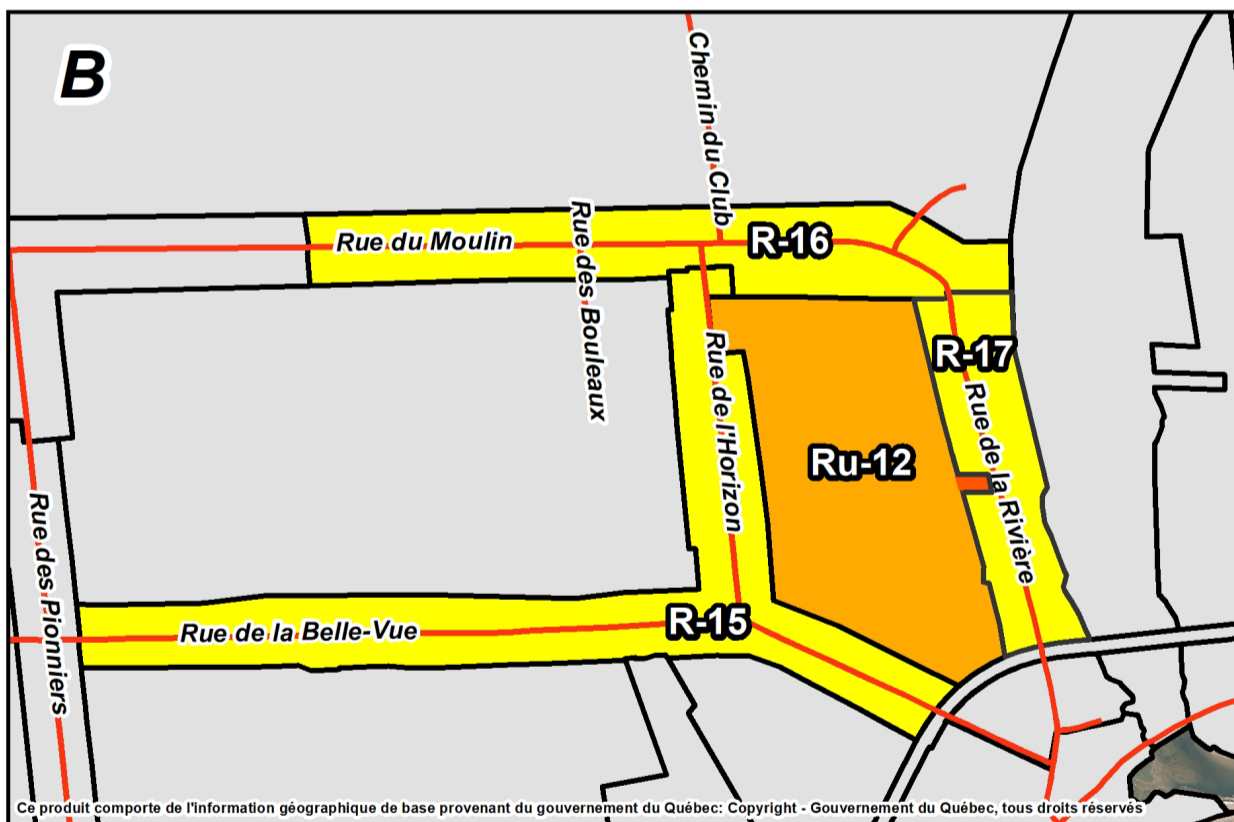 B
Chemin du Club
Rue du Moulin
Rue des Bouleaux
R-16
R-17
Rue de l'Horizon
Rue de la Rivière
Ru-12
Rue des Pionniers
Rue de la Belle-Vue
R-15
Ce produit comporte de l'information géographique de base provenant du gouvernement du Québec: Copyright - Gouvernement du Québec, tous droits réservés